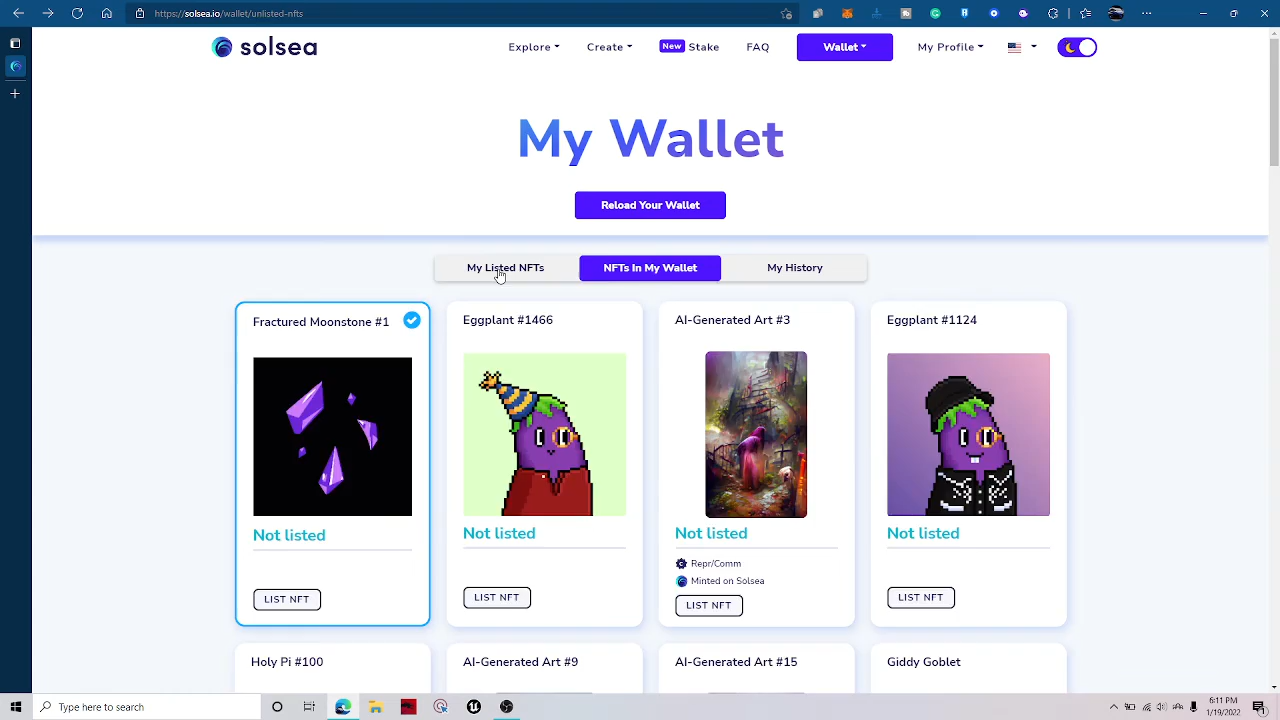 https://solsea.io/wallet/listed-nfts
solsea
Explore Create New Stake FAQ Wallet My Profile
My Wallet
Reload Your Wallet
My Listed NFTs NFTs In My Wallet My History
Fractured Moonstone #1 Eggplant #1466 AI-Generated Art #3 Eggplant #1124
Not listed Not listed Not listed Not listed
Repr/Comm
Minted on Solsea
LIST NFT LIST NFT LIST NFT LIST NFT
Holy Pi #100 AI-Generated Art #9 AI-Generated Art #15 Giddy Goblet
Type here to search
6:11 PM
1/19/2022